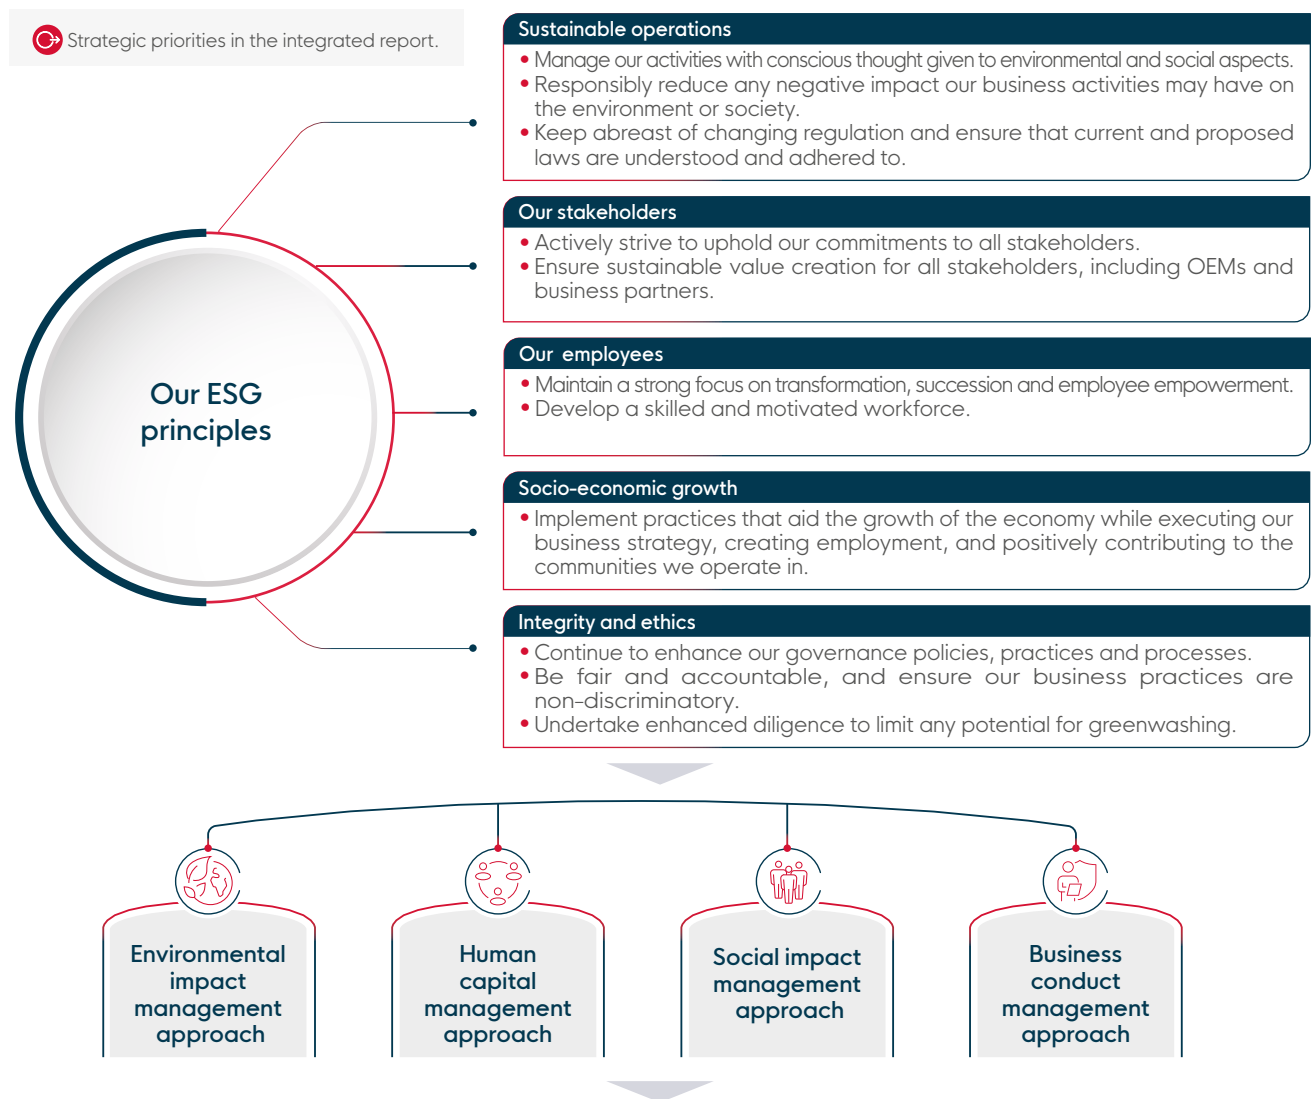 Strategic priorities in the integrated report.
Sustainable operations
• Manage our activities with conscious thought given to environmental and social aspects.
• Responsibly reduce any negative impact our business activities may have on
the environment or society.
• Keep abreast of changing regulation and ensure that current and proposed
laws are understood and adhered to.
Our stakeholders
• Actively strive to uphold our commitments to all stakeholders.
• Ensure sustainable value creation for all stakeholders, including OEMs and
business partners.
Our employees
• Maintain a strong focus on transformation, succession and employee empowerment.
• Develop a skilled and motivated workforce.
Our ESG
principles
Socio-economic growth
• Implement practices that aid the growth of the economy while executing our
business strategy, creating employment, and positively contributing to the
communities we operate in.
Integrity and ethics
• Continue to enhance our governance policies, practices and processes.
• Be fair and accountable, and ensure our business practices are
non-discriminatory.
• Undertake enhanced diligence to limit any potential for greenwashing.
Environmental
impact
management
approach
Human
capital
management
approach
Social impact
management
approach
Business
conduct
management
approach